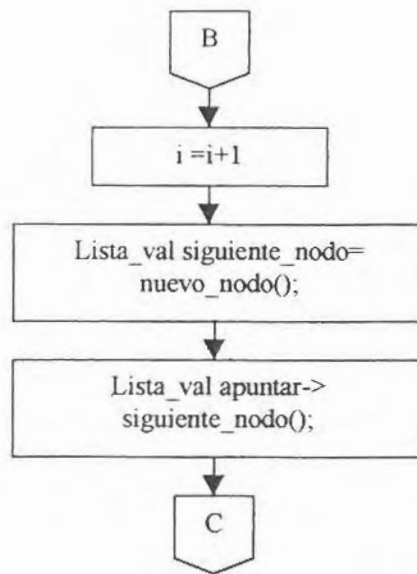 B
i =i+1
Lista_val siguiente_nodo=
nuevo_nodo();
Lista_val apuntar->
siguiente_nodo();
C